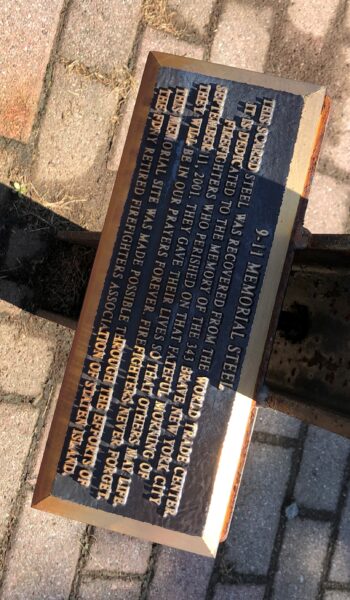 9-11 MEMORIAL STEEL
THIS SACRED STEEL WAS RECOVERED FROM THE WORLD TRADE CENTER.
IT IS DEDICATED TO THE MEMORY OF THE 343 BRAVE NEW YORK CITY
FIREFIGHTERS WHO PERISHED ON THAT FATEFUL MORNING OF
SEPTEMBER 11, 2001. THEY GAVE THEIR LIVES SO THAT OTHERS MAY LIVE.
THEY WILL BE IN OUR PRAYERS FOREVER. FIREFIGHTERS NEVER FORGET.
THIS MEMORIAL SITE WAS MADE POSSIBLE THROUGH THE EFFORTS OF
THE FDNY RETIRED FIREFIGHTERS ASSOCIATION OF STATEN ISLAND.